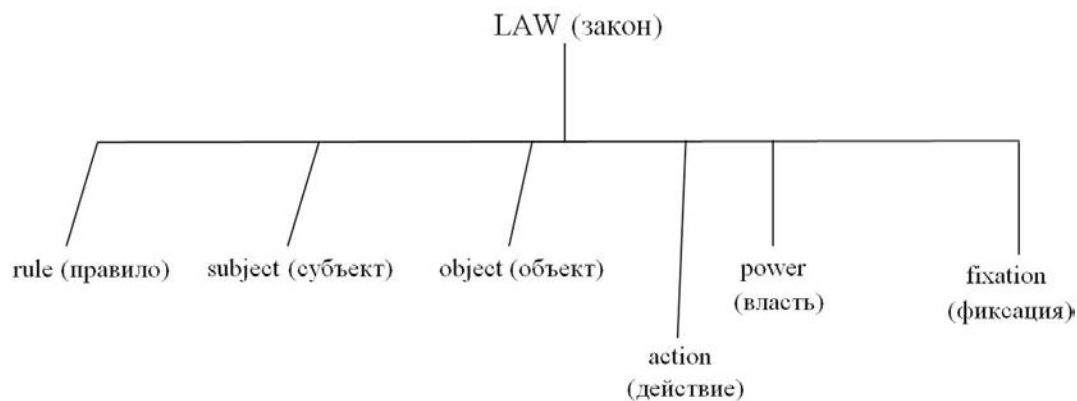 LAW (закон)
rule (правило)
subject (субъект)
object (объект)
action
(действие)
power
(власть)
fixation
(фиксация)